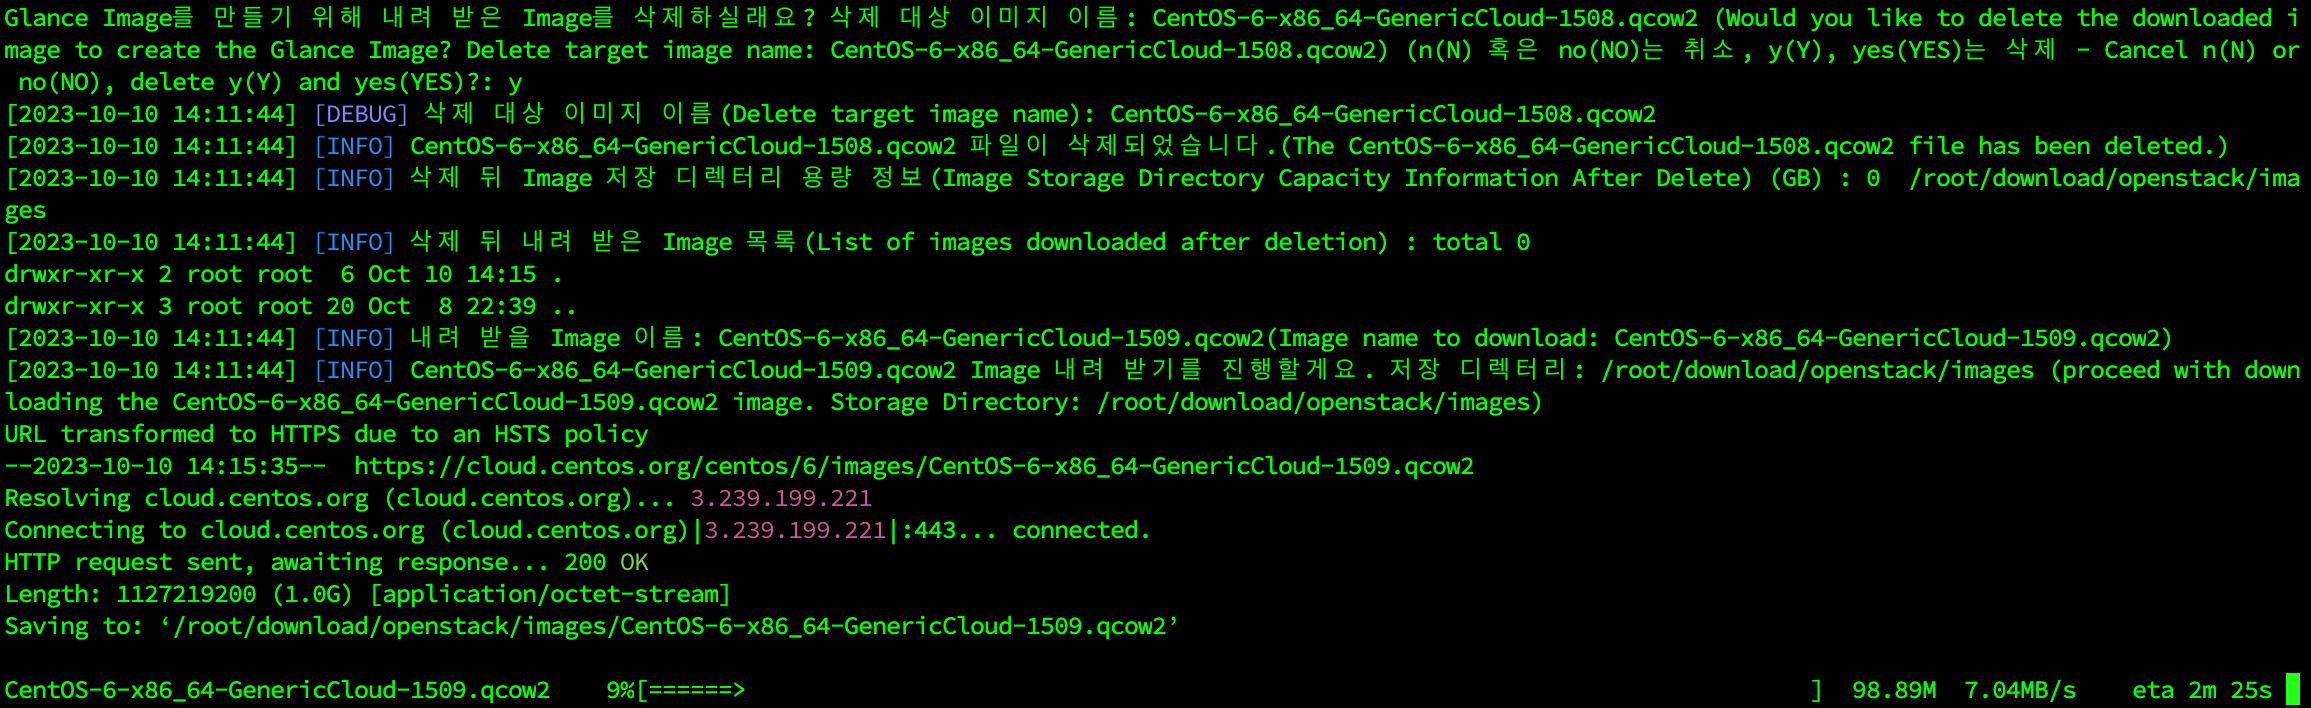 Glance Image를 만들기 위해 내려 받은 Image를 삭제하실래요? 삭제 대상 이미지 이름: CentOS-6-x86_64-GenericCloud-1508.qcow2 (Would you like to delete the downloaded i
mage to create the Glance Image? Delete target image name: CentOS-6-x86_64-GenericCloud-1508.qcow2) (n(N) 혹은 no(NO)는 취소, y(Y), yes(YES)는 삭제 - Cancel n(N) or
no(NO), delete y(Y) and yes(YES)?: y
[2023-10-10 14:11:44] [DEBUG] 삭제 대상 이미지 이름(Delete target image name): CentOS-6-x86_64-GenericCloud-1508.qcow2
[2023-10-10 14:11:44] [INFO] CentOS-6-x86_64-GenericCloud-1508.qcow2 파일이 삭제되었습니다.(The CentOS-6-x86_64-GenericCloud-1508.qcow2 file has been deleted.)
[2023-10-10 14:11:44] [INFO] 삭제 뒤 Image 저장 디렉터리 용량 정보(Image Storage Directory Capacity Information After Delete) (GB) : 0  /root/download/openstack/ima
ges
[2023-10-10 14:11:44] [INFO] 삭제 뒤 내려 받은 Image 목록(List of images downloaded after deletion) : total 0
drwxr-xr-x 2 root root  6 Oct 10 14:15 .
drwxr-xr-x 3 root root 20 Oct  8 22:39 ..
[2023-10-10 14:11:44] [INFO] 내려 받을 Image 이름: CentOS-6-x86_64-GenericCloud-1509.qcow2(Image name to download: CentOS-6-x86_64-GenericCloud-1509.qcow2)
[2023-10-10 14:11:44] [INFO] CentOS-6-x86_64-GenericCloud-1509.qcow2 Image 내려 받기를 진행할게요. 저장 디렉터리: /root/download/openstack/images (proceed with down
loading the CentOS-6-x86_64-GenericCloud-1509.qcow2 image. Storage Directory: /root/download/openstack/images)
URL transformed to HTTPS due to an HSTS policy
--2023-10-10 14:15:35--  https://cloud.centos.org/centos/6/images/CentOS-6-x86_64-GenericCloud-1509.qcow2
Resolving cloud.centos.org (cloud.centos.org)... 3.239.199.221
Connecting to cloud.centos.org (cloud.centos.org)|3.239.199.221|:443... connected.
HTTP request sent, awaiting response... 200 OK
Length: 1127219200 (1.0G) [application/octet-stream]
Saving to: ‘/root/download/openstack/images/CentOS-6-x86_64-GenericCloud-1509.qcow2’
CentOS-6-x86_64-GenericCloud-1509.qcow2    9%[======>                                    ]  98.89M  7.04MB/s    eta 2m 25s